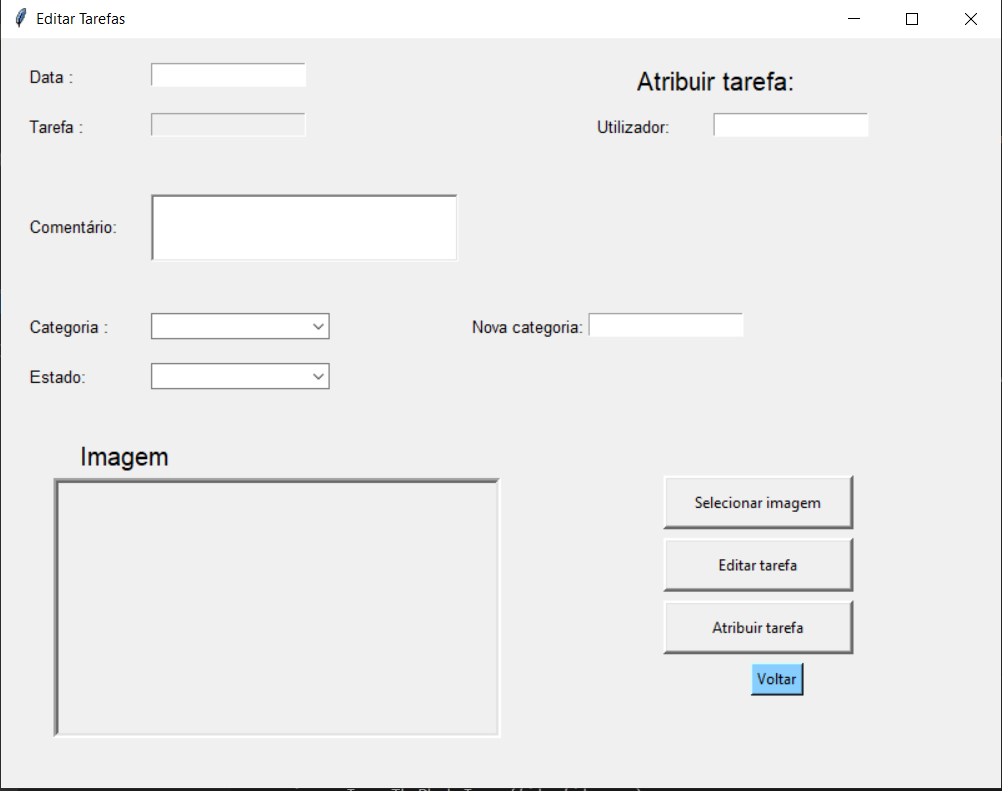 Editar Tarefas
Data :
Atribuir tarefa:
Tarefa :
Utilizador:
Comentário:
Categoria :
Nova categoria:
Estado:
Imagem
Selecionar imagem
Editar tarefa
Atribuir tarefa
Voltar